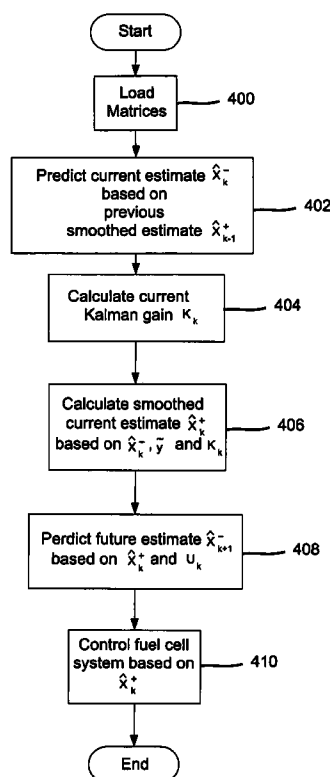 Start
Load
Matrices
400
Predict current estimate x̂ₖ⁻
based on
previous
smoothed estimate x̂ₖ₋₁⁺
402
Calculate current
Kalman gain Kₖ
404
Calculate smoothed
current estimate x̂ₖ⁺
based on x̂ₖ⁻, ỹ and Kₖ
406
Perdict future estimate x̂ₖ₊₁⁻
based on x̂ₖ⁺ and Uₖ
408
Control fuel cell
system based on
x̂ₖ⁺
410
End